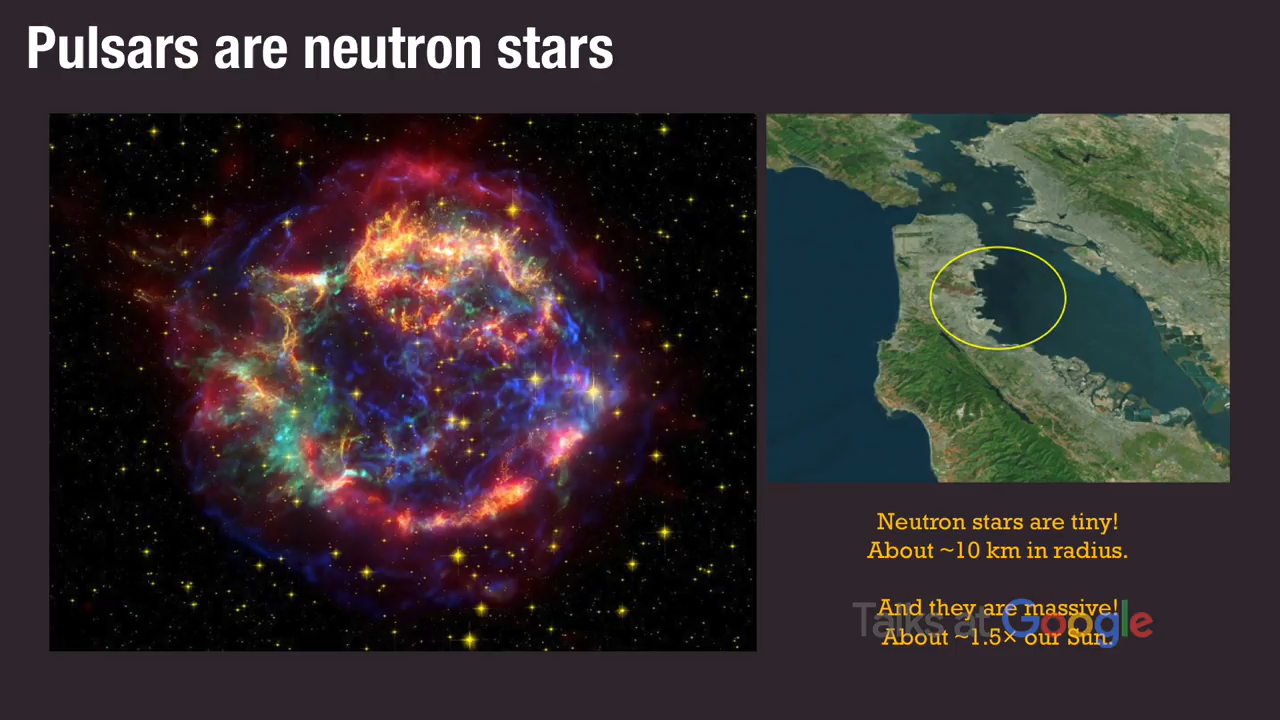 Pulsars are neutron stars
Neutron stars are tiny!
About ~10 km in radius.
And they are massive!
About ~1.5× our Sun.
Talks at Google